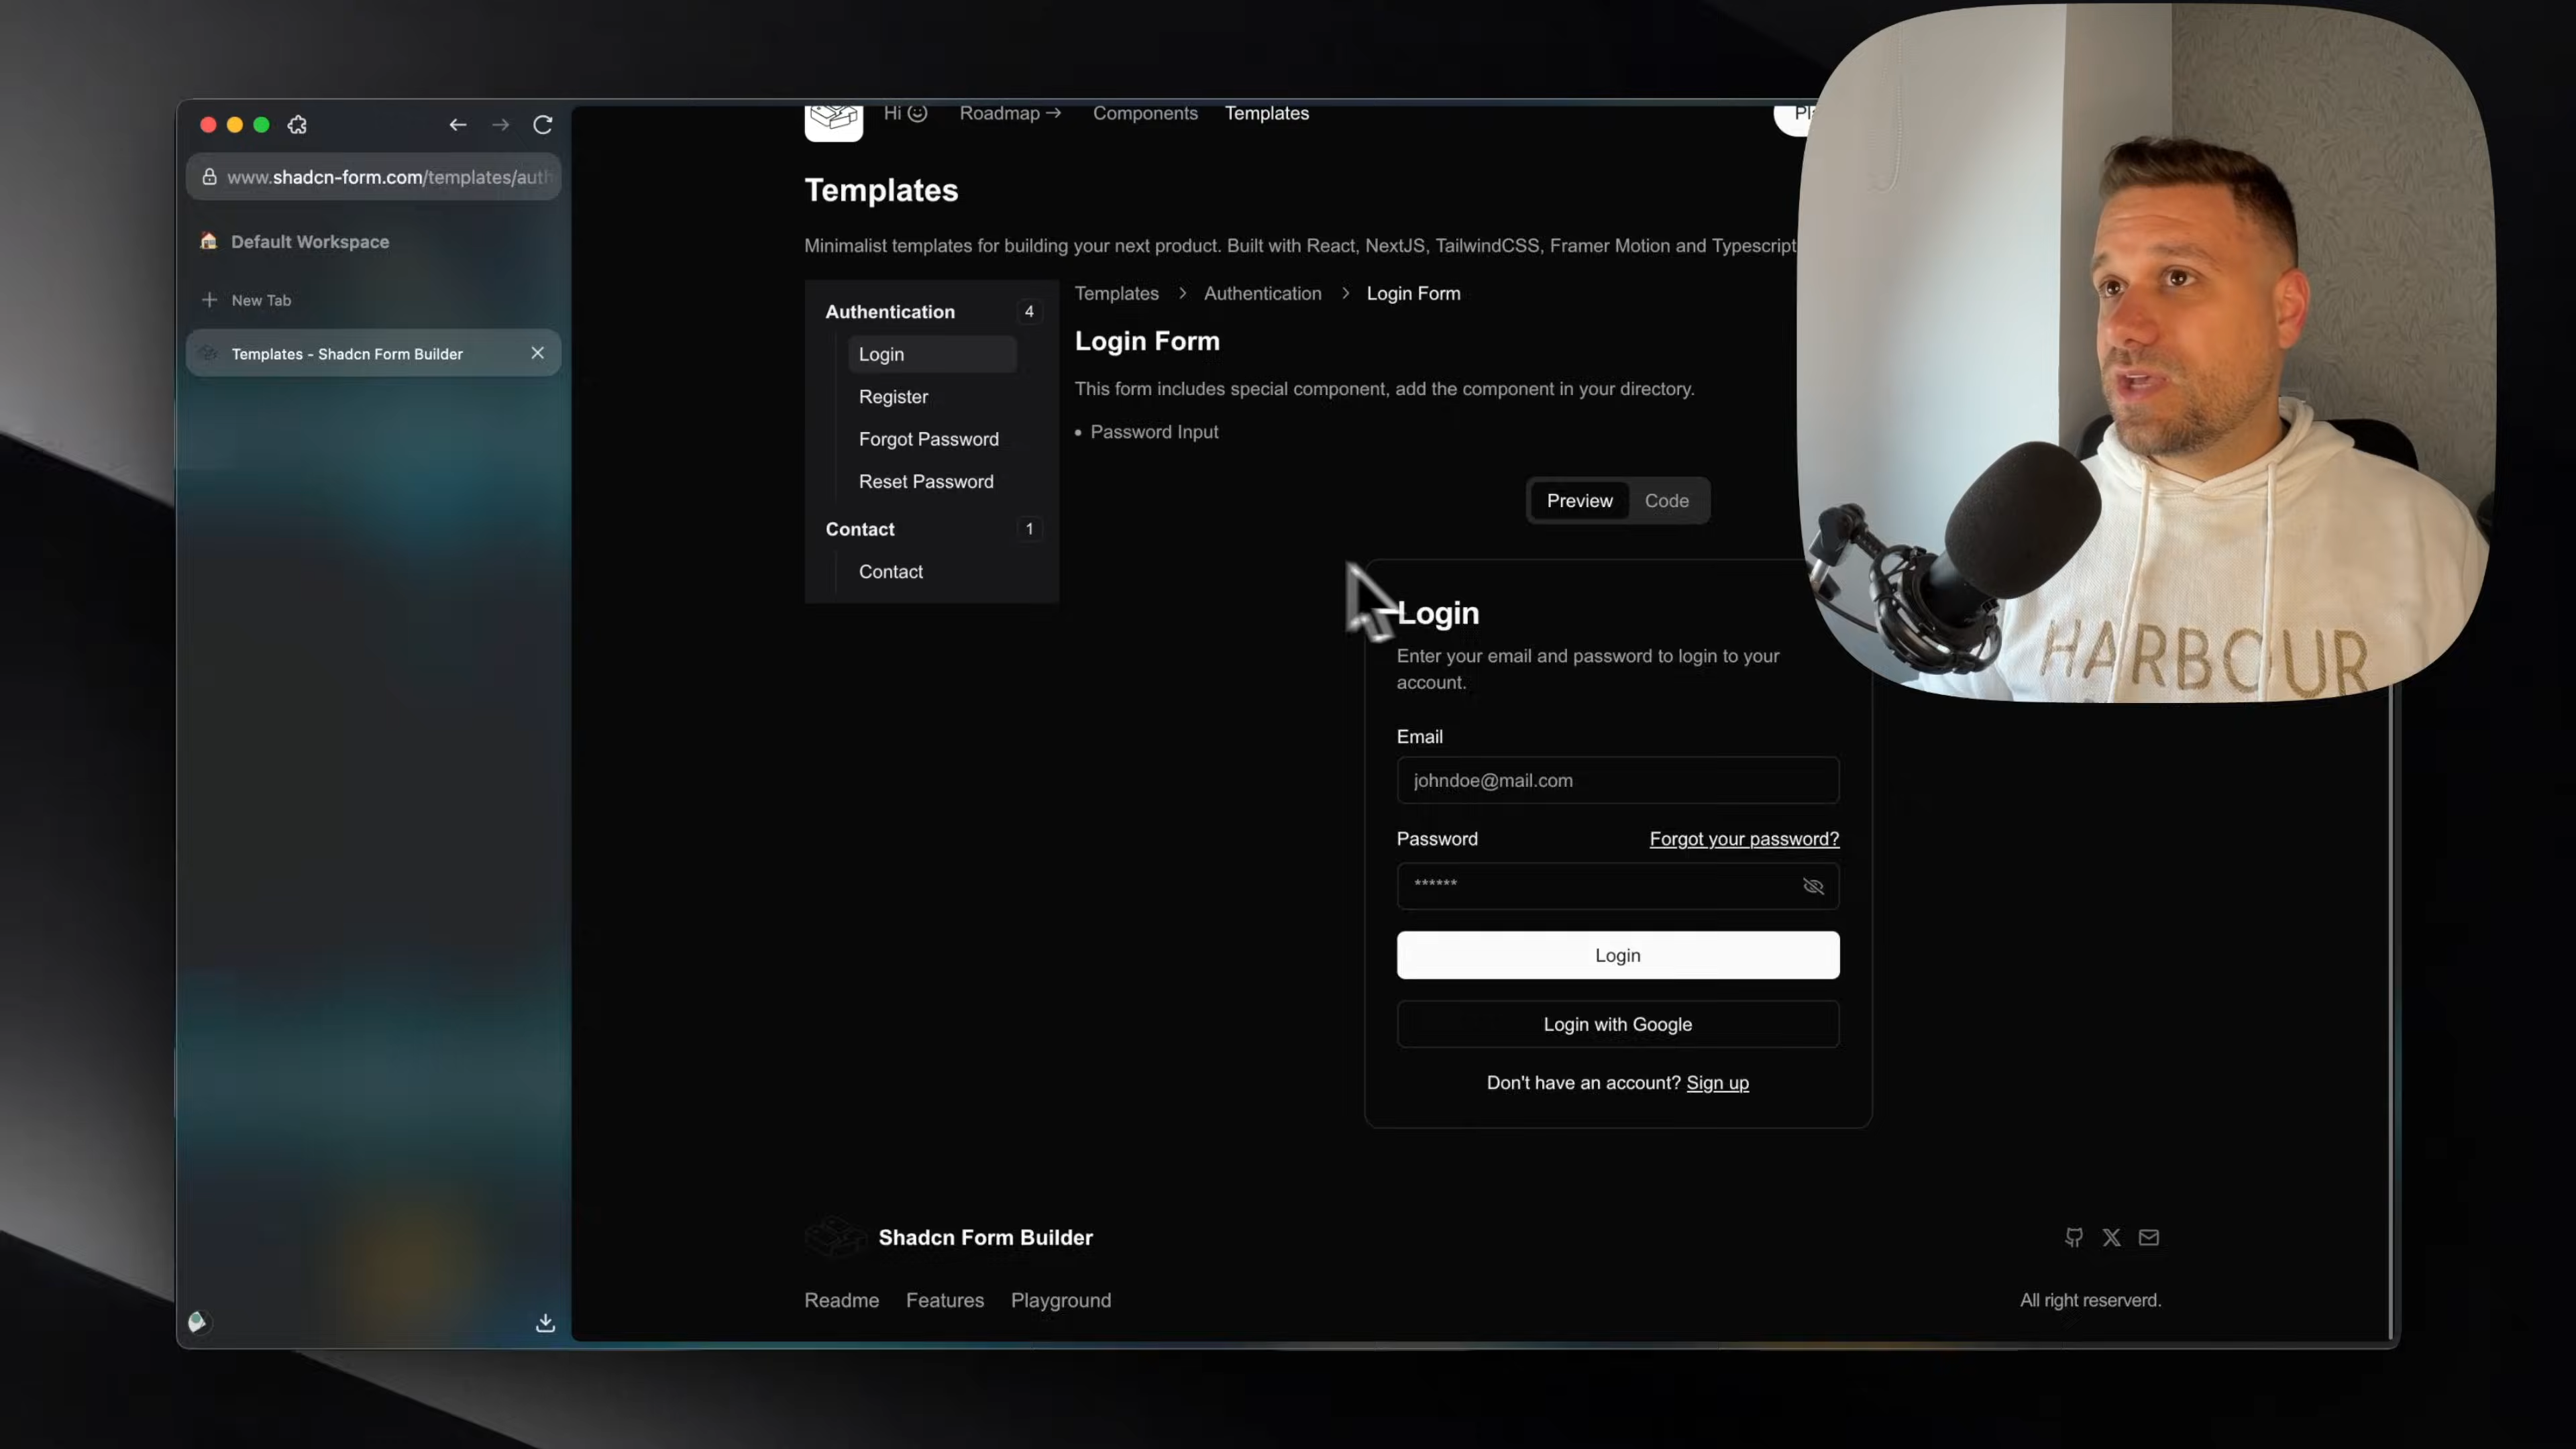 Hi
Roadmap →
Components
Templates
www.shadcn-form.com/templates/auth
Default Workspace
New Tab
Templates - Shadcn Form Builder
Templates
Minimalist templates for building your next product. Built with React, NextJS, TailwindCSS, Framer Motion and Typescript
Authentication 4
Login
Register
Forgot Password
Reset Password
Contact 1
Contact
Templates > Authentication > Login Form
Login Form
This form includes special component, add the component in your directory.
• Password Input
Preview Code
Login
Enter your email and password to login to your
account.
Email
johndoe@mail.com
Password Forgot your password?
******
Login
Login with Google
Don't have an account? Sign up
HARBOUR
Shadcn Form Builder
Readme Features Playground
All right reserverd.